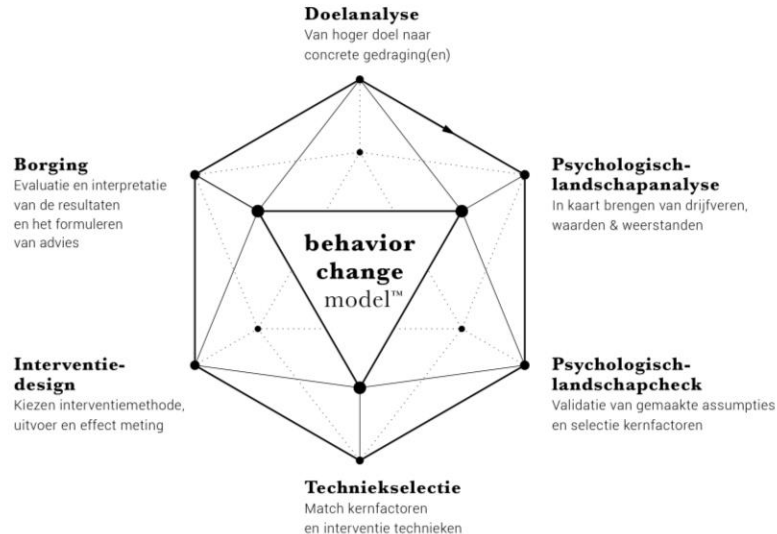 Doelanalyse
Van hoger doel naar
concrete gedraging(en)
Borging
Evaluatie en interpretatie
van de resultaten
en het formuleren
van advies
Psychologisch-
landschapanalyse
In kaart brengen van drijfveren,
waarden & weerstanden
behavior
change
model™
Interventie-
design
Kiezen interventiemethode,
uitvoer en effect meting
Psychologisch-
landschapcheck
Validatie van gemaakte assumpties
en selectie kernfactoren
Techniekselectie
Match kernfactoren
en interventie technieken